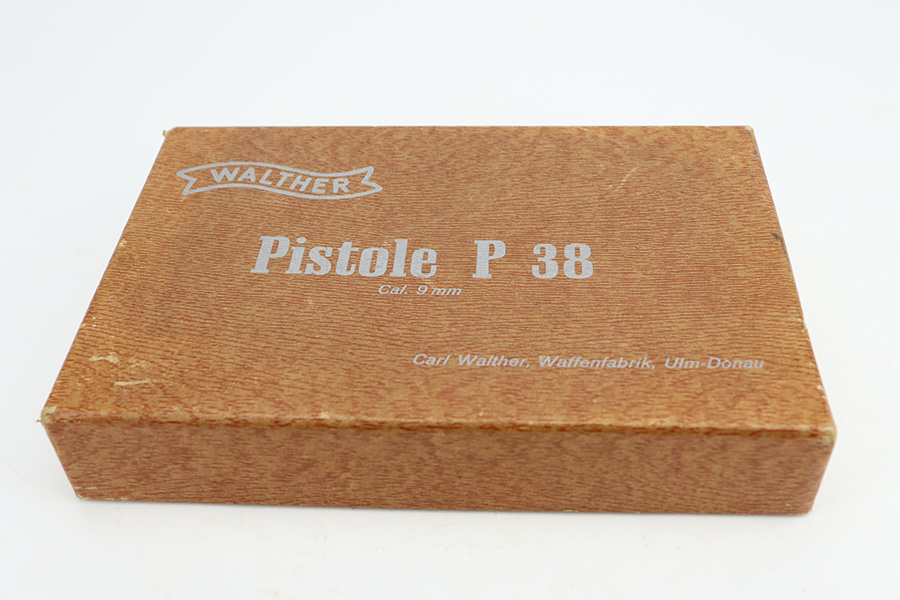 WALTHER
Pistole P 38
Cal. 9 mm
Carl Walther, Waffenfabrik, Ulm-Donau